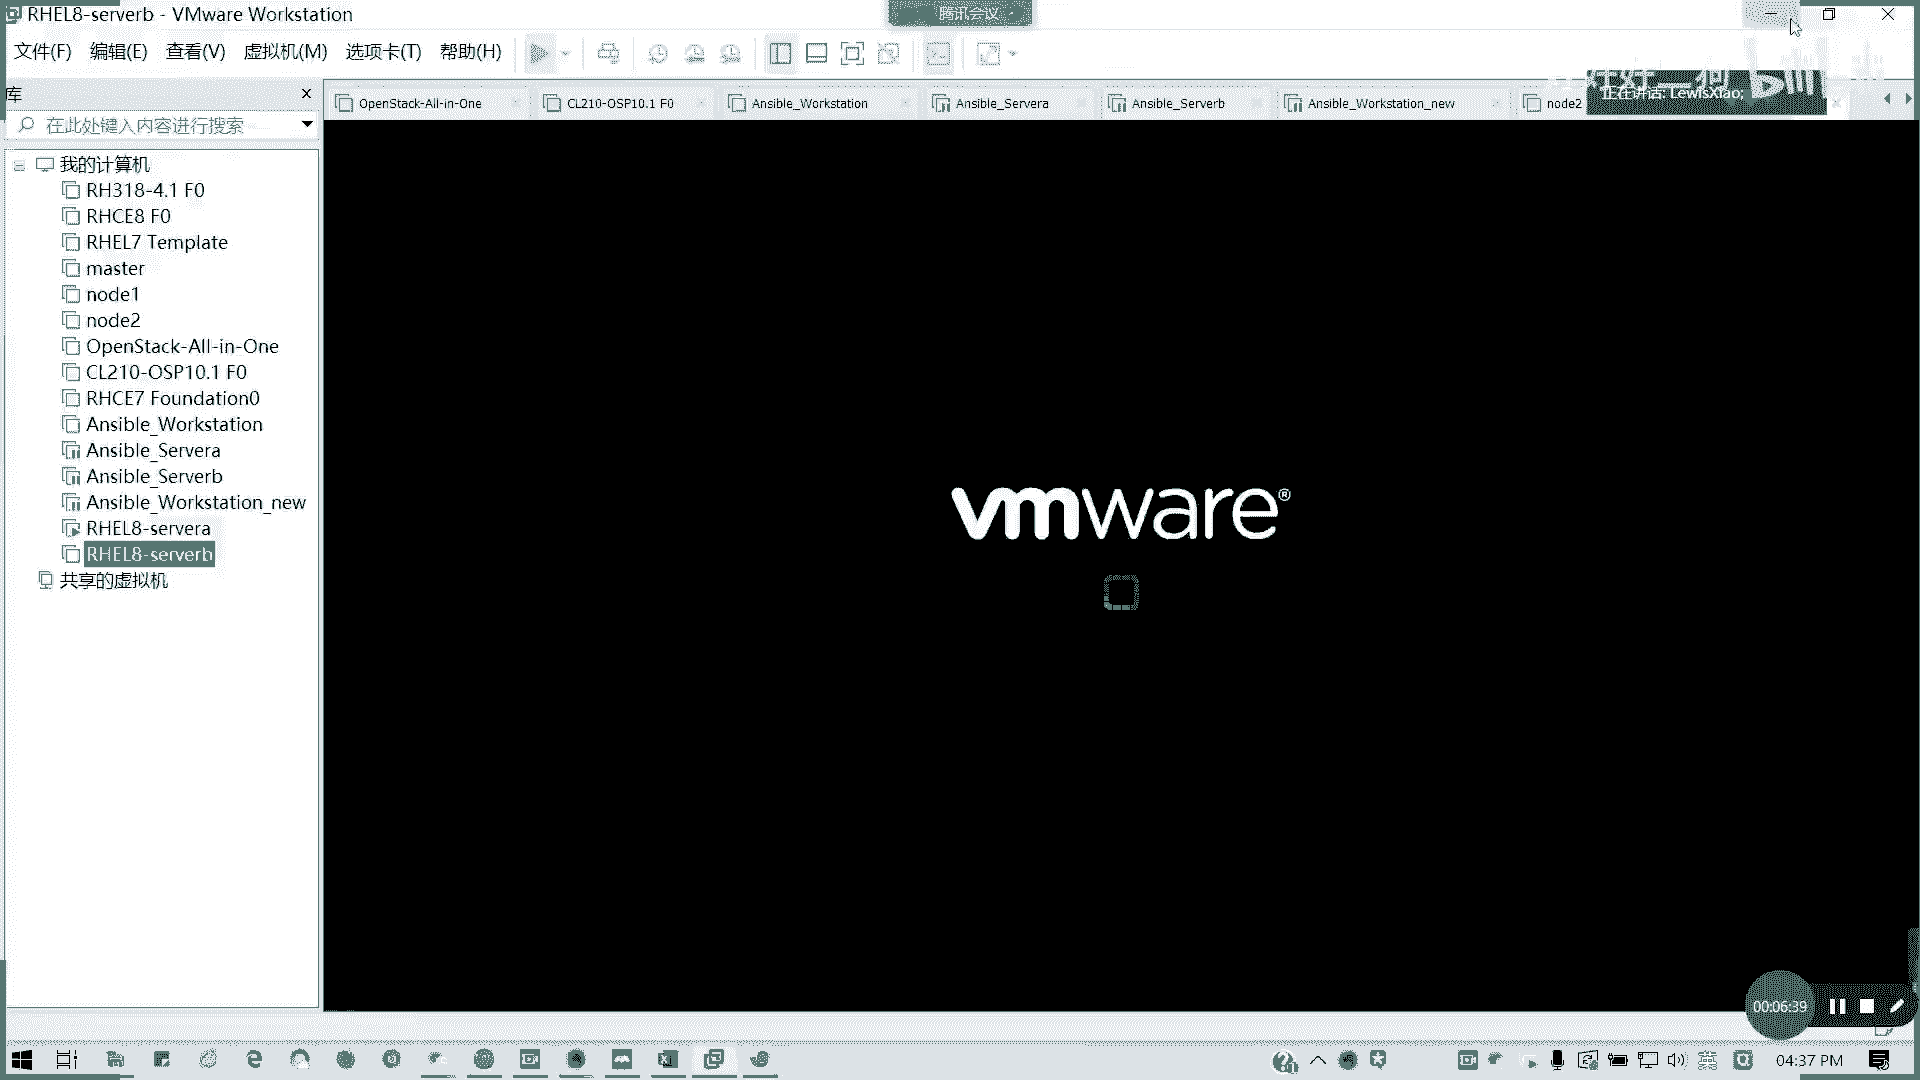 RHEL8-serverb - VMware Workstation
腾讯会议
文件(F) 编辑(E) 查看(V) 虚拟机(M) 选项卡(T) 帮助(H)
正在讲话: LewisXiao;
库
OpenStack-All-in-One
CL210-OSP10.1 F0
Ansible_Workstation
Ansible_Servera
Ansible_Serverb
Ansible_Workstation_new
node2
在此处键入内容进行搜索
我的计算机
RH318-4.1 F0
RHCE8 F0
RHEL7 Template
master
node1
node2
OpenStack-All-in-One
CL210-OSP10.1 F0
RHCE7 Foundation0
Ansible_Workstation
Ansible_Servera
Ansible_Serverb
Ansible_Workstation_new
RHEL8-servera
RHEL8-serverb
共享的虚拟机
vmware®
00:06:39
英
04:37 PM